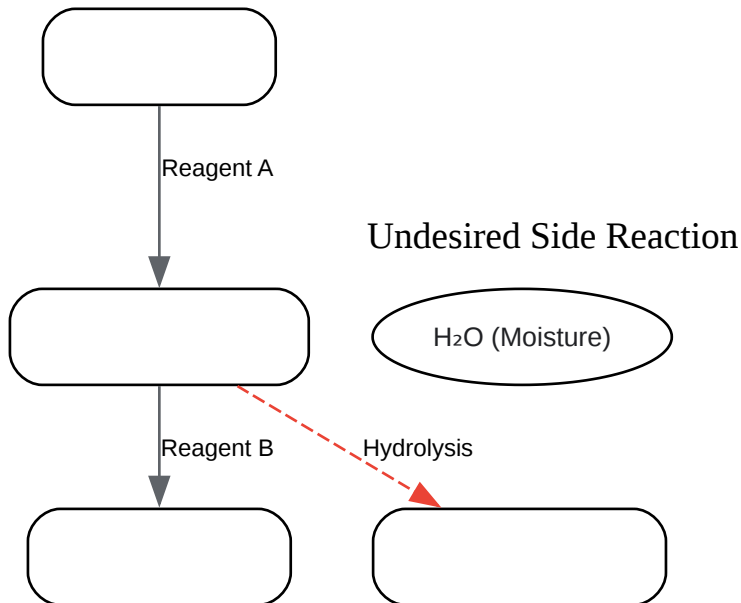 Reagent A
Undesired Side Reaction
H₂O (Moisture)
Reagent B
Hydrolysis